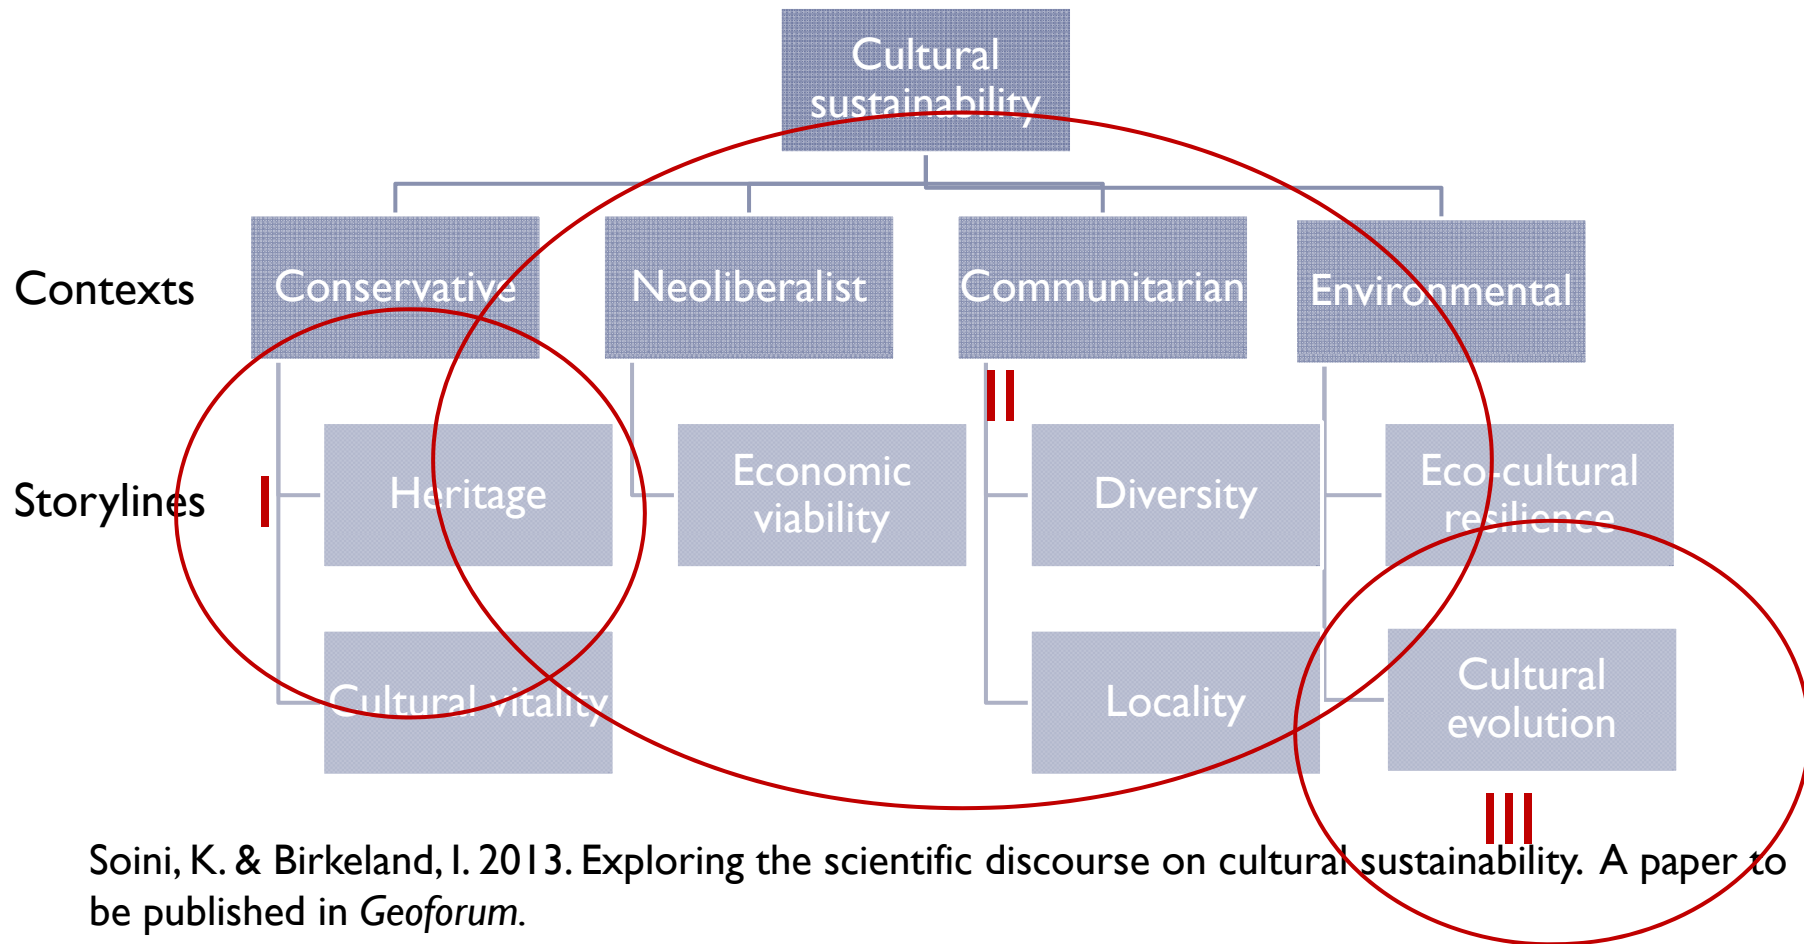 Cultural
sustainability
Contexts
Conservative
Neoliberalist
Communitarian
Environmental
II
Storylines
I
Heritage
Economic
viability
Diversity
Eco-cultural
resilience
Cultural vitality
Locality
Cultural
evolution
III
Soini, K. & Birkeland, I. 2013. Exploring the scientific discourse on cultural sustainability. A paper to
be published in Geoforum.